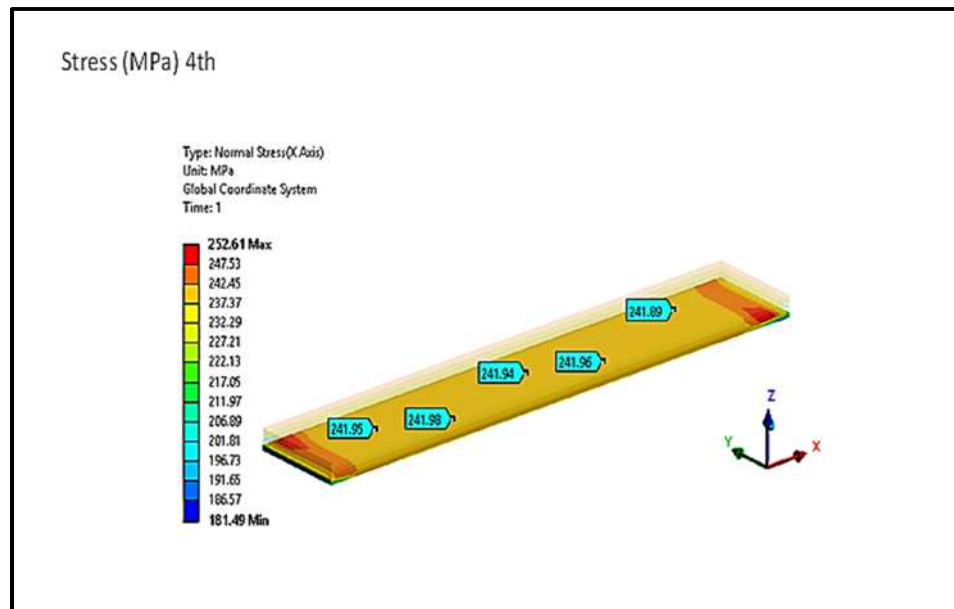 Stress (MPa) 4th
Type: Normal Stress(X Axis)
Unit: MPa
Global Coordinate System
Time: 1
252.61 Max
247.53
242.45
237.37
232.29
227.21
222.13
217.05
211.97
206.89
201.81
196.73
191.65
186.57
181.49 Min
241.89
241.96
241.94
241.98
241.95
Z
Y
X